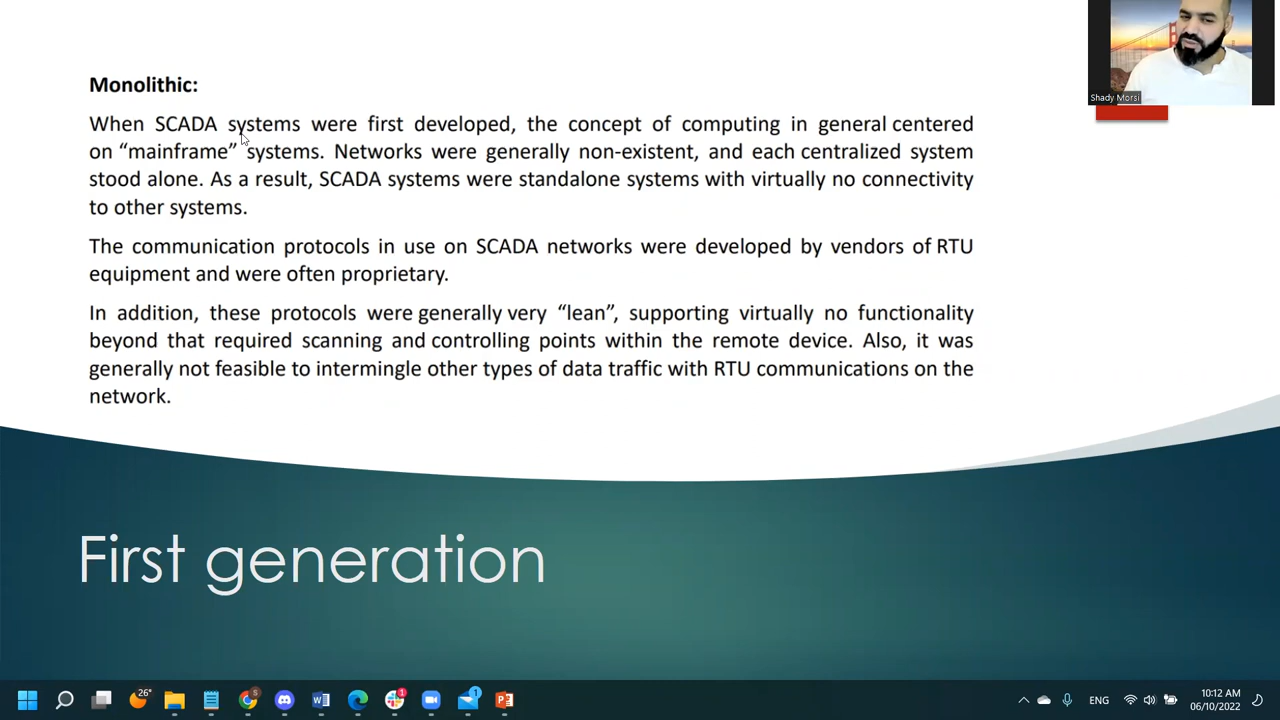 Monolithic:
When SCADA systems were first developed, the concept of computing in general centered
on “mainframe” systems. Networks were generally non-existent, and each centralized system
stood alone. As a result, SCADA systems were standalone systems with virtually no connectivity
to other systems.
The communication protocols in use on SCADA networks were developed by vendors of RTU
equipment and were often proprietary.
In addition, these protocols were generally very “lean”, supporting virtually no functionality
beyond that required scanning and controlling points within the remote device. Also, it was
generally not feasible to intermingle other types of data traffic with RTU communications on the
network.
Shady Morsi
First generation
26°
S
1
1
ENG
10:12 AM
06/10/2022